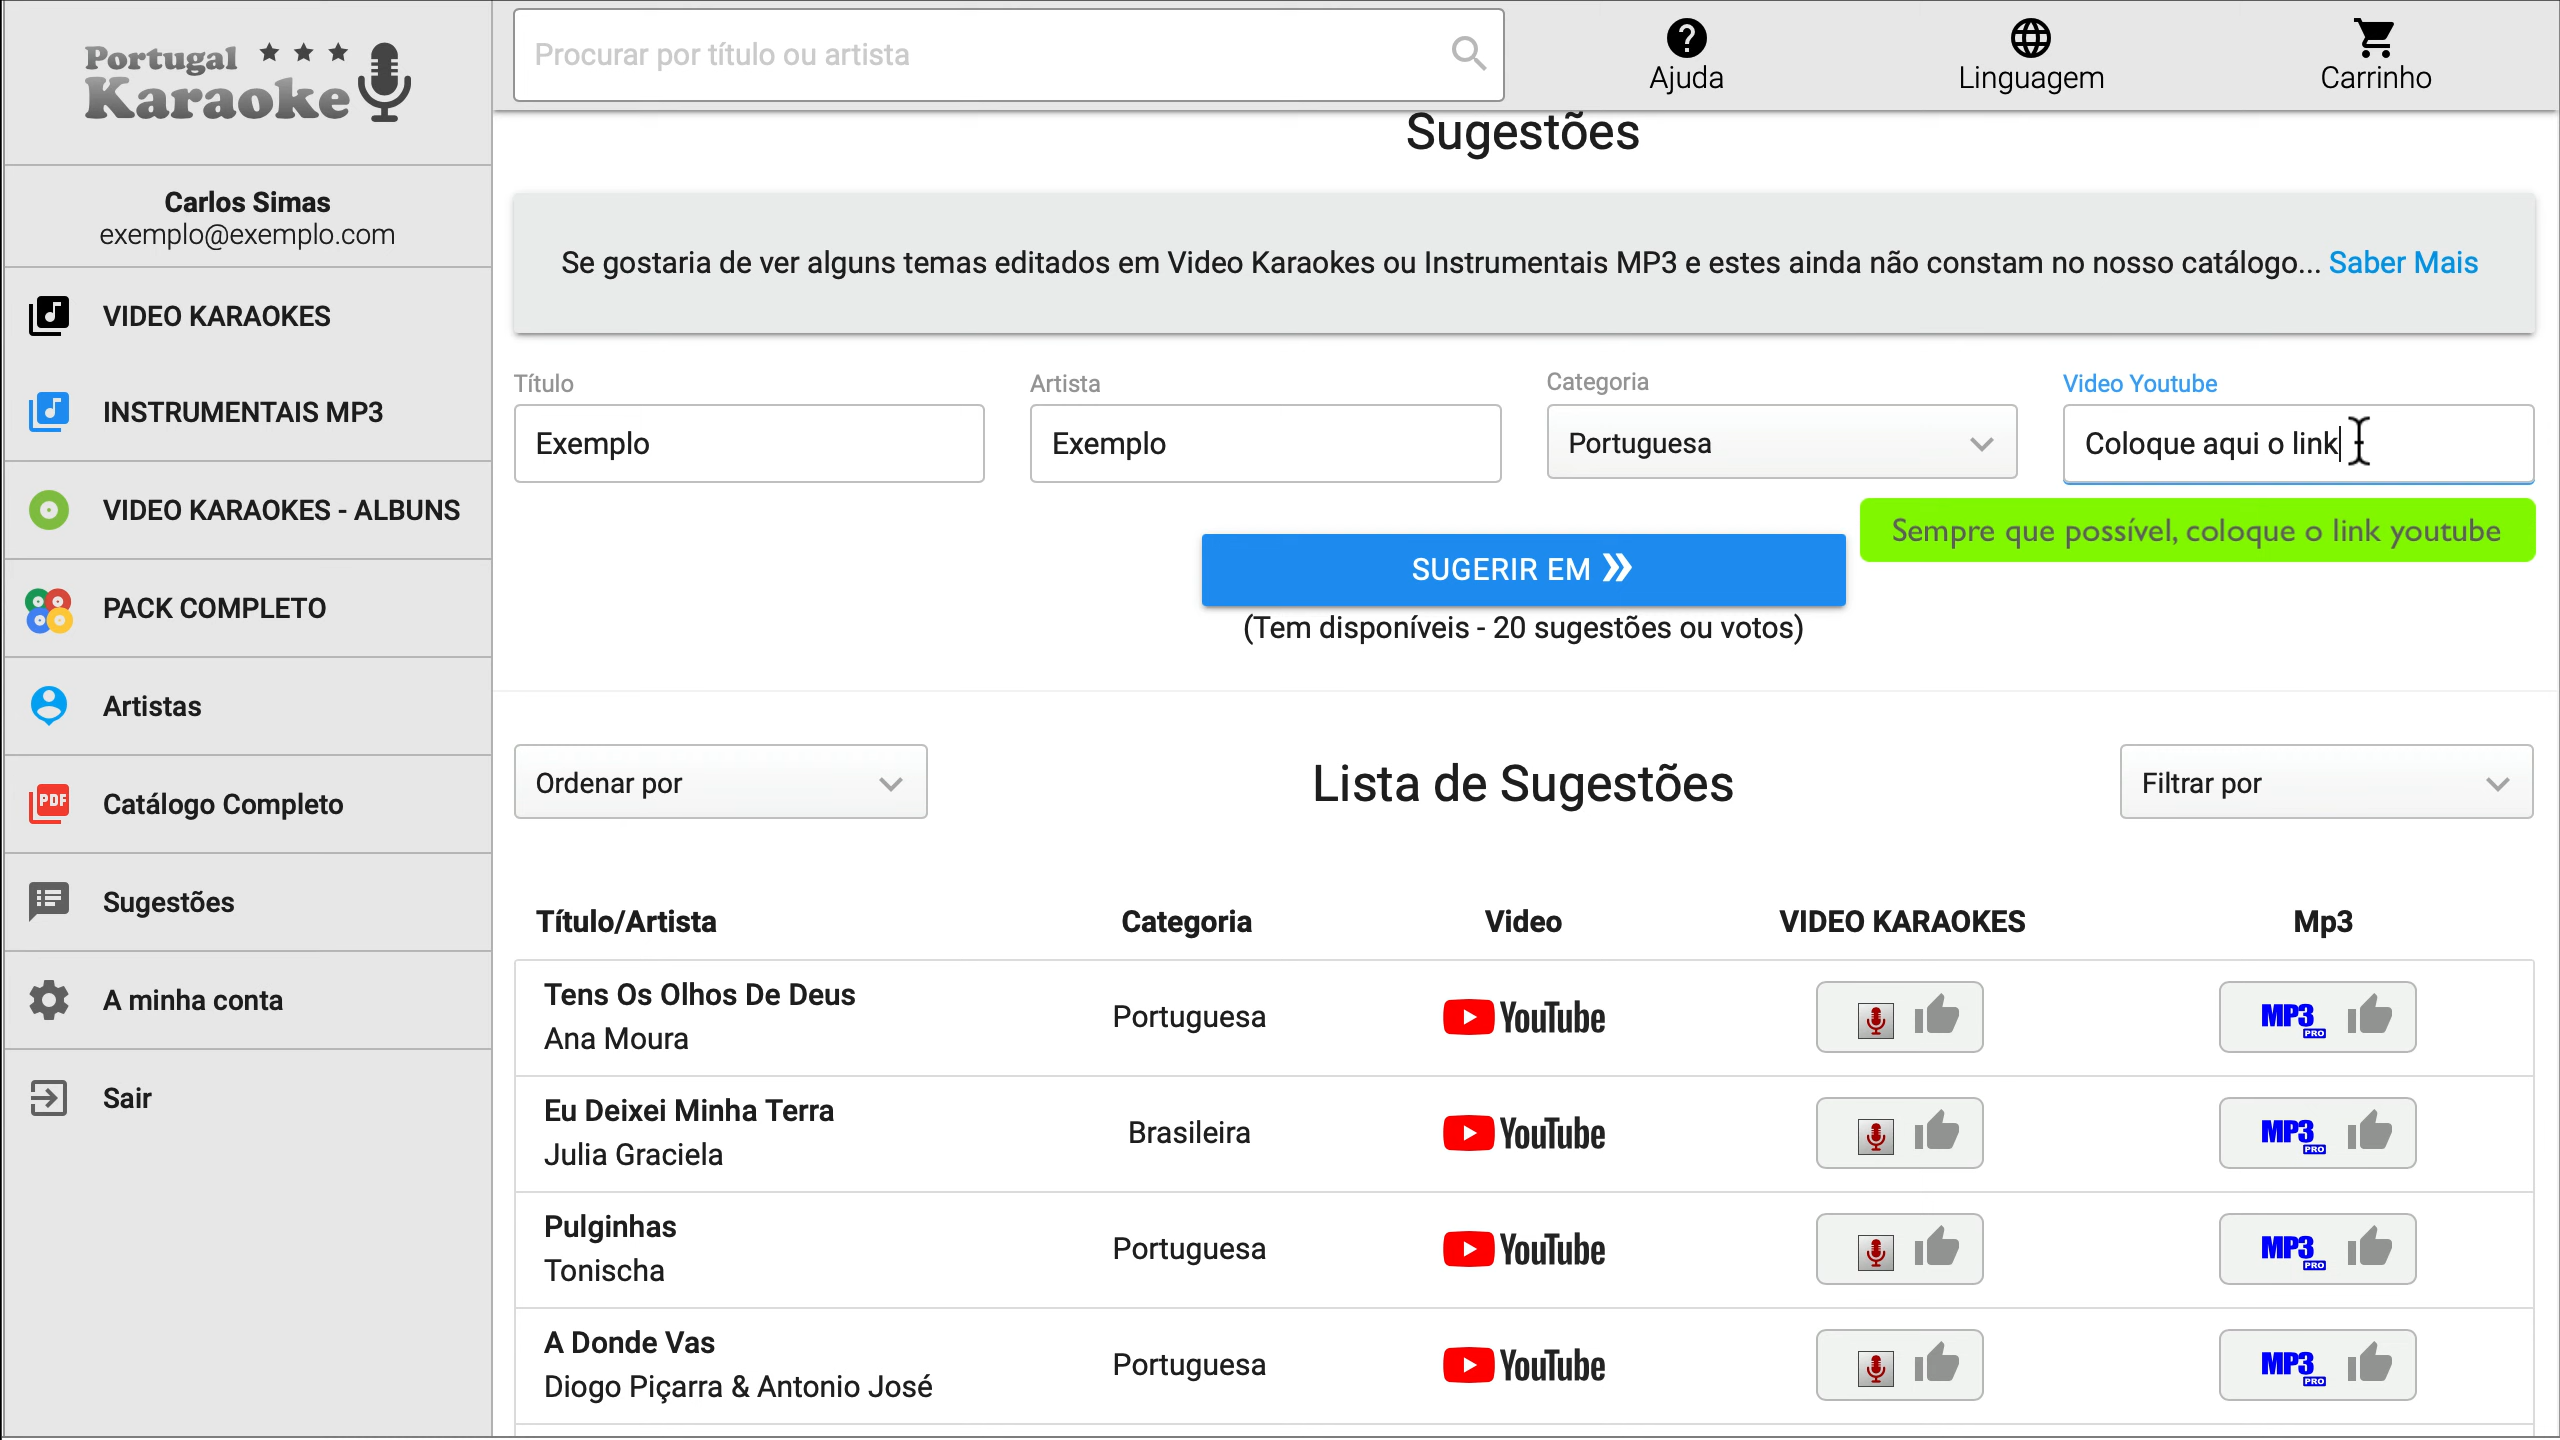 Portugal
Karaoke
Procurar por título ou artista
Ajuda
Linguagem
Carrinho
Carlos Simas
exemplo@exemplo.com
VIDEO KARAOKES
INSTRUMENTAIS MP3
VIDEO KARAOKES - ALBUNS
PACK COMPLETO
Artistas
PDF
Catálogo Completo
Sugestões
A minha conta
Sair
Sugestões
Se gostaria de ver alguns temas editados em Video Karaokes ou Instrumentais MP3 e estes ainda não constam no nosso catálogo... Saber Mais
Título
Artista
Categoria
Video Youtube
Exemplo
Exemplo
Portuguesa
Coloque aqui o link
Sempre que possível, coloque o link youtube
SUGERIR EM
(Tem disponíveis - 20 sugestões ou votos)
Ordenar por
Lista de Sugestões
Filtrar por
Título/Artista
Categoria
Video
VIDEO KARAOKES
Mp3
Tens Os Olhos De Deus
Ana Moura
Portuguesa
YouTube
MP3 PRO
Eu Deixei Minha Terra
Julia Graciela
Brasileira
YouTube
MP3 PRO
Pulginhas
Tonischa
Portuguesa
YouTube
MP3 PRO
A Donde Vas
Diogo Piçarra & Antonio José
Portuguesa
YouTube
MP3 PRO